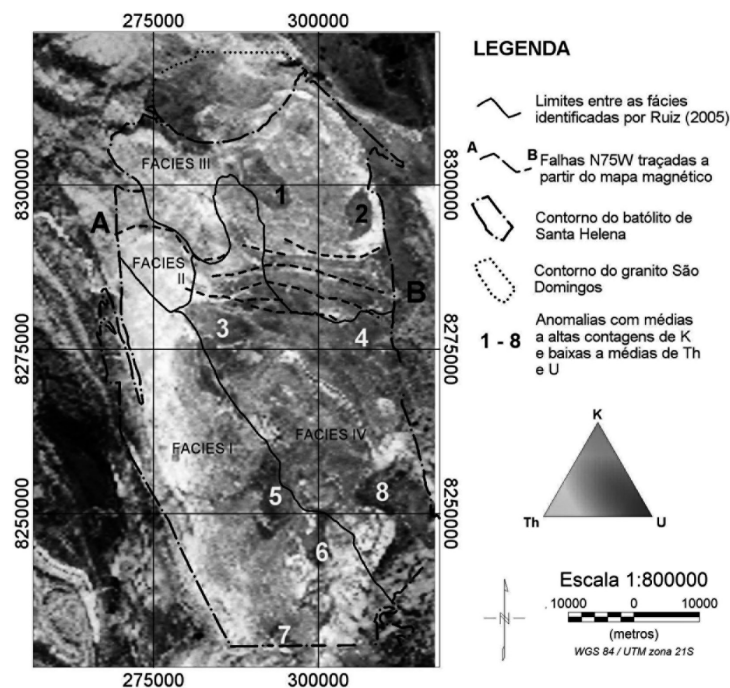 275000 300000
LEGENDA
Limites entre as fácies
identificadas por Ruiz (2005)
A B
Falhas N75W traçadas a
partir do mapa magnético
Contorno do batólito de
Santa Helena
Contorno do granito São
Domingos
1 - 8
Anomalias com médias
a altas contagens de K
e baixas a médias de Th
e U
K
Th U
Escala 1:800000
10000 0 10000
(metros)
WGS 84 / UTM zona 21S
N
FACIES III
8300000 8300000
1
2
A
FACIES
II
B
3
4
8275000 8275000
FACIES I
FACIES IV
5
8
8250000 8250000
6
7
275000 300000